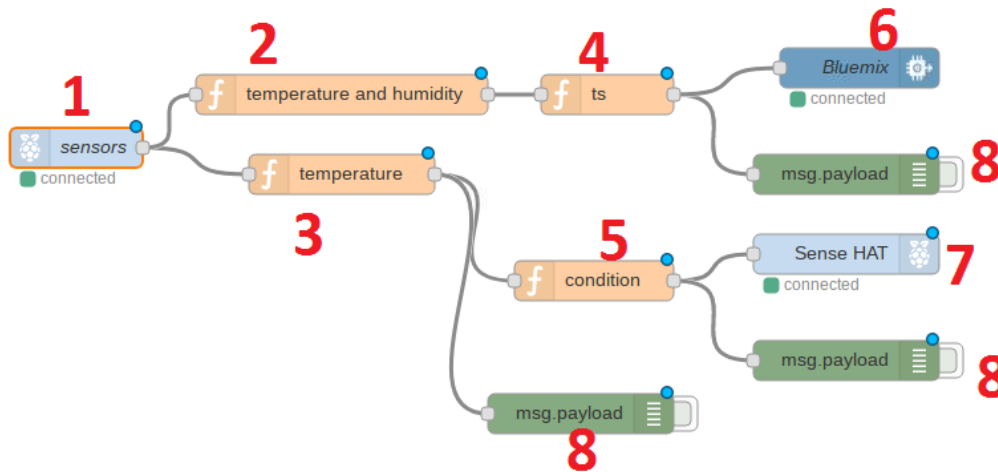 1
sensors
connected
2
temperature and humidity
3
temperature
4
ts
5
condition
6
Bluemix
connected
8
msg.payload
7
Sense HAT
connected
8
msg.payload
8
msg.payload